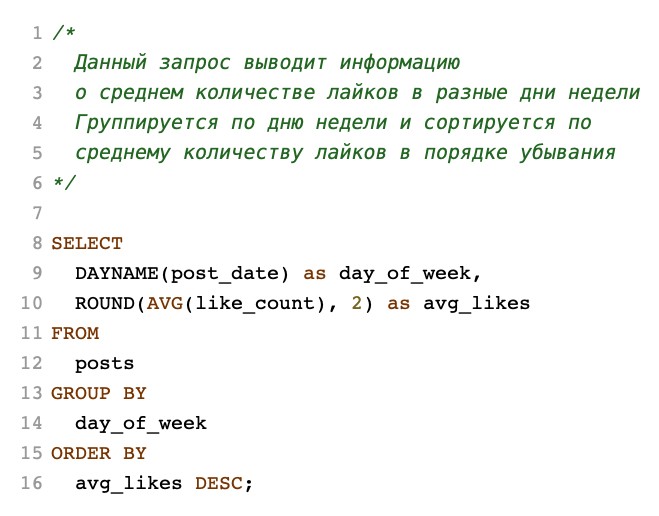 1 /*
2 Данный запрос выводит информацию
3 о среднем количестве лайков в разные дни недели
4 Группируется по дню недели и сортируется по
5 среднему количеству лайков в порядке убывания
6 */
7
8 SELECT
9 DAYNAME(post_date) as day_of_week,
10 ROUND(AVG(like_count), 2) as avg_likes
11 FROM
12 posts
13 GROUP BY
14 day_of_week
15 ORDER BY
16 avg_likes DESC;